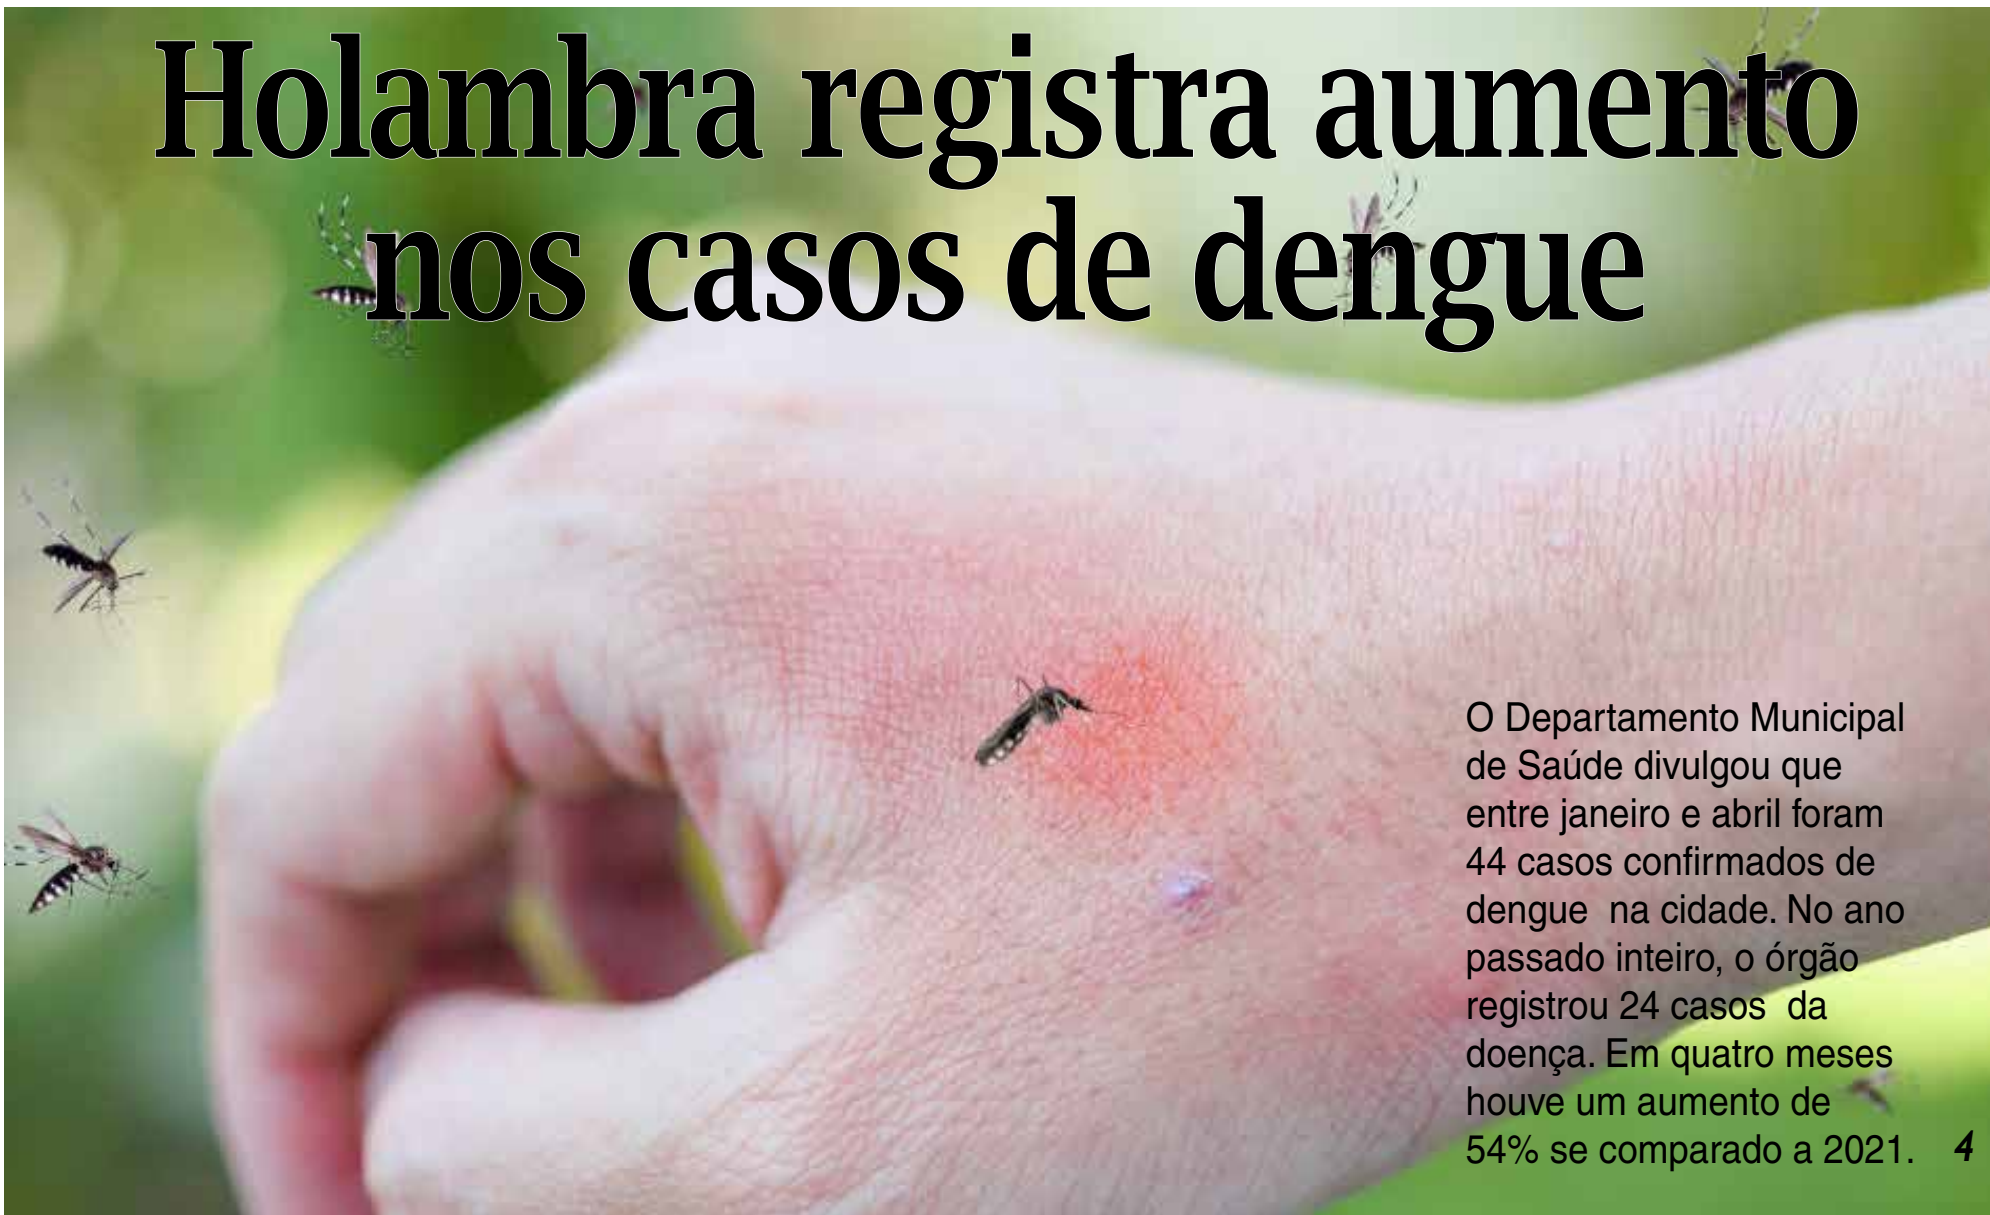 Holambra registra aumento
nos casos de dengue
O Departamento Municipal
de Saúde divulgou que
entre janeiro e abril foram
44 casos confirmados de
dengue  na cidade. No ano
passado inteiro, o órgão
registrou 24 casos  da
doença. Em quatro meses
houve um aumento de
54% se comparado a 2021. 4